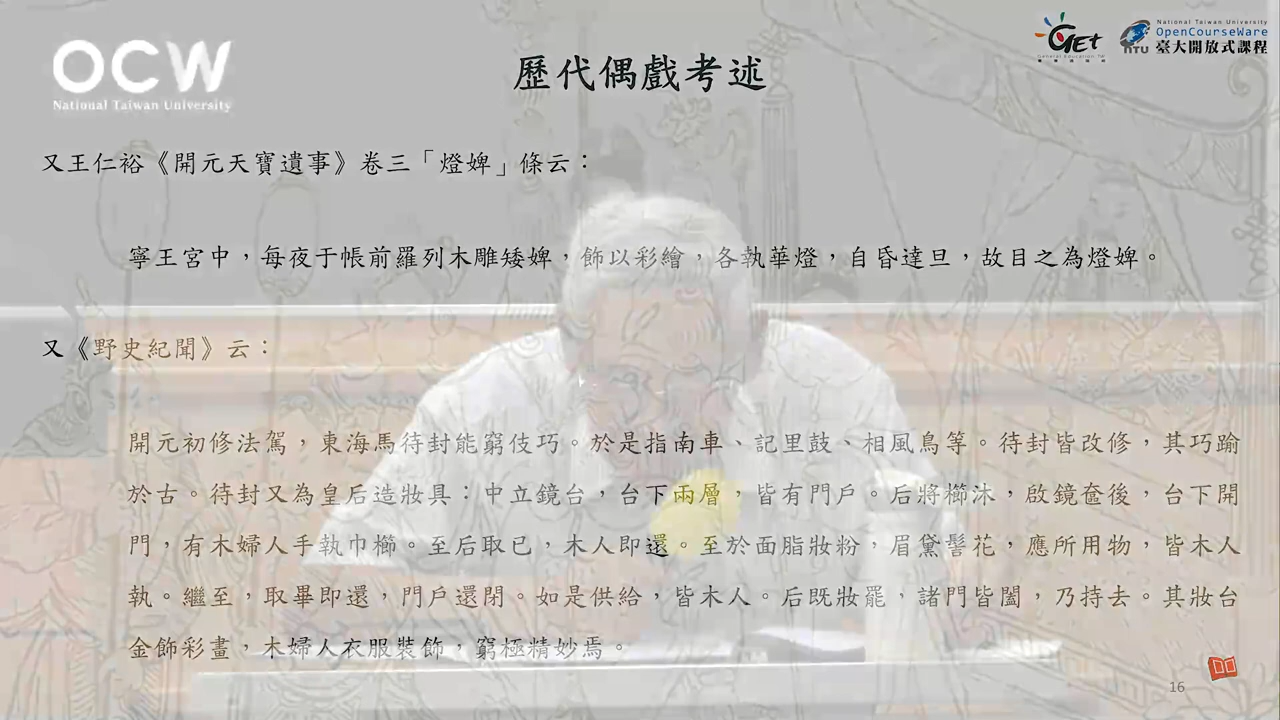 OCW
National Taiwan University
GET
General Education TW
National Taiwan University
OpenCourseWare
NTU 臺大開放式課程
歷代偶戲考述
又王仁裕《開元天寶遺事》卷三「燈婢」條云：
寧王宮中，每夜于帳前羅列木雕矮婢，飾以彩繪，各執華燈，自昏達旦，故目之為燈婢。
又《野史紀聞》云：
開元初修法駕，東海馬待封能窮伎巧。於是指南車、記里鼓、相風鳥等。待封皆改修，其巧踰
於古。待封又為皇后造妝具：中立鏡台，台下兩層，皆有門戶。后將櫛沐，啟鏡奩後，台下開
門，有木婦人手執巾櫛。至后取已，木人即還。至於面脂妝粉，眉黛髻花，應所用物，皆木人
執。繼至，取畢即還，門戶還閉。如是供給，皆木人。后既妝罷，諸門皆闔，乃持去。其妝台
金飾彩畫，木婦人衣服裝飾，窮極精妙焉。
16